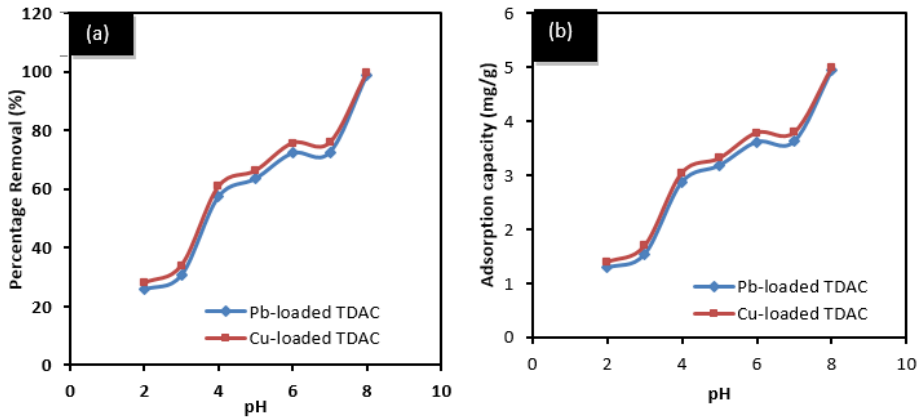 (a)
Percentage Removal (%)
120
100
80
60
40
20
0
0 2 4 6 8 10
pH
Pb-loaded TDAC
Cu-loaded TDAC
(b)
Adsorption capacity (mg/g)
6
5
4
3
2
1
0
0 2 4 6 8 10
pH
Pb-loaded TDAC
Cu-loaded TDAC